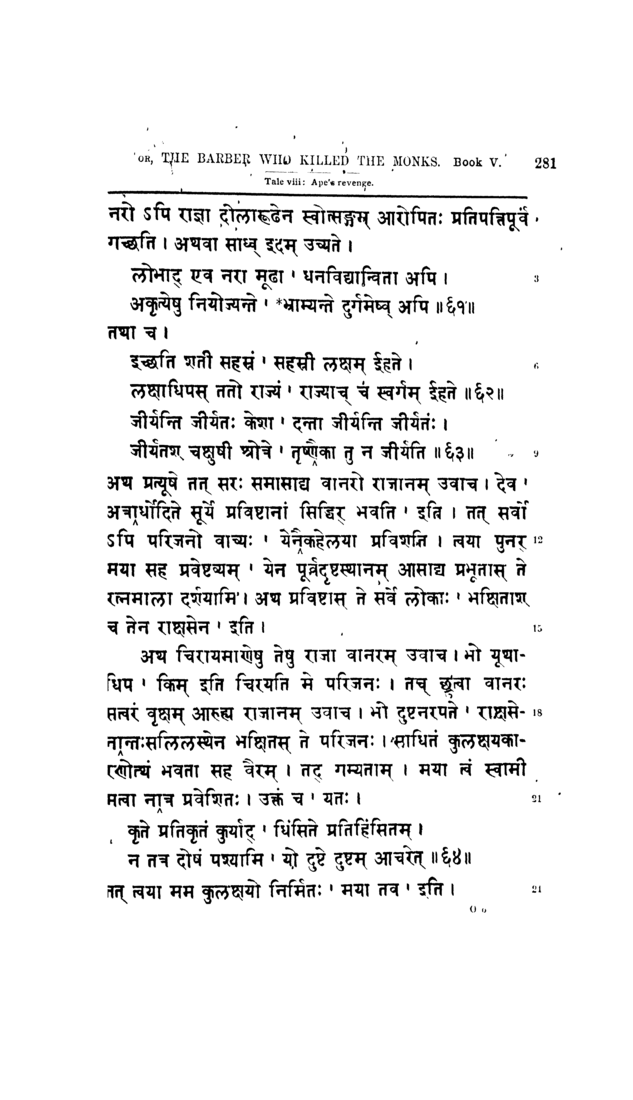 OR, THE BARBER WHO KILLED THE MONKS. Book V. 281
Tale viii: Ape's revenge.
नरो ऽपि राज्ञा दोलारूढेन स्वोत्सङ्गम् आरोपितः प्रतिपत्तिपूर्वं
गच्छति । अथवा साध्व् इदम् उच्यते ।
लोभाद् एव नरा मूढा ' धनविद्यान्विता अपि । 3
अकृत्येषु नियोज्यन्ते ' *भ्राम्यन्ते दुर्गमेष्व् अपि ॥६१॥
तथा च ।
इच्छति शती सहस्रं ' सहस्री लक्षम् ईहते । 6
लक्षाधिपस् ततो राज्यं ' राज्याच् च स्वर्गम् ईहते ॥६२॥
जीर्यन्ति जीर्यतः केशा ' दन्ता जीर्यन्ति जीर्यतः ।
जीर्यतश् चक्षुषी श्रोत्रे ' तृष्णैका तु न जीर्यति ॥६३॥ 9
अथ प्रत्यूषे तत् सरः समासाद्य वानरो राजानम् उवाच । देव '
अत्रार्धोदिते सूर्ये प्रविष्टानां सिद्धिर् भवति ' इति । तत् सर्वो
ऽपि परिजनो वाच्यः ' येनैकहेलया प्रविशति । त्वया पुनर् 12
मया सह प्रवेष्टव्यम् ' येन पूर्वदृष्टस्थानम् आसाद्य प्रभूतास् ते
रत्नमाला दर्शयामि । अथ प्रविष्टास् ते सर्वे लोकाः ' भक्षिताश्
च तेन राक्षसेन ' इति । 15
अथ चिरायमाणेषु तेषु राजा वानरम् उवाच । भो यूथा-
धिप ' किम् इति चिरयति मे परिजनः । तच् छ्रुत्वा वानरः
सत्वरं वृक्षम् आरुह्य राजानम् उवाच । भो दुष्टनरपते ' राक्षसे- 18
नान्तःसलिलस्थेन भक्षितस् ते परिजनः । साधितं कुलक्षयका-
रणोत्थं भवता सह वैरम् । तद् गम्यताम् । मया त्वं स्वामी
मत्वा नात्र प्रवेशितः । उक्तं च ' यतः । 21
कृते प्रतिकृतं कुर्याद् ' धिंसिते प्रतिहिंसितम् ।
न तत्र दोषं पश्यामि ' यो दुष्टे दुष्टम् आचरेत् ॥६४॥
तत् त्वया मम कुलक्षयो निर्मितः ' मया तव ' इति । 24
O o